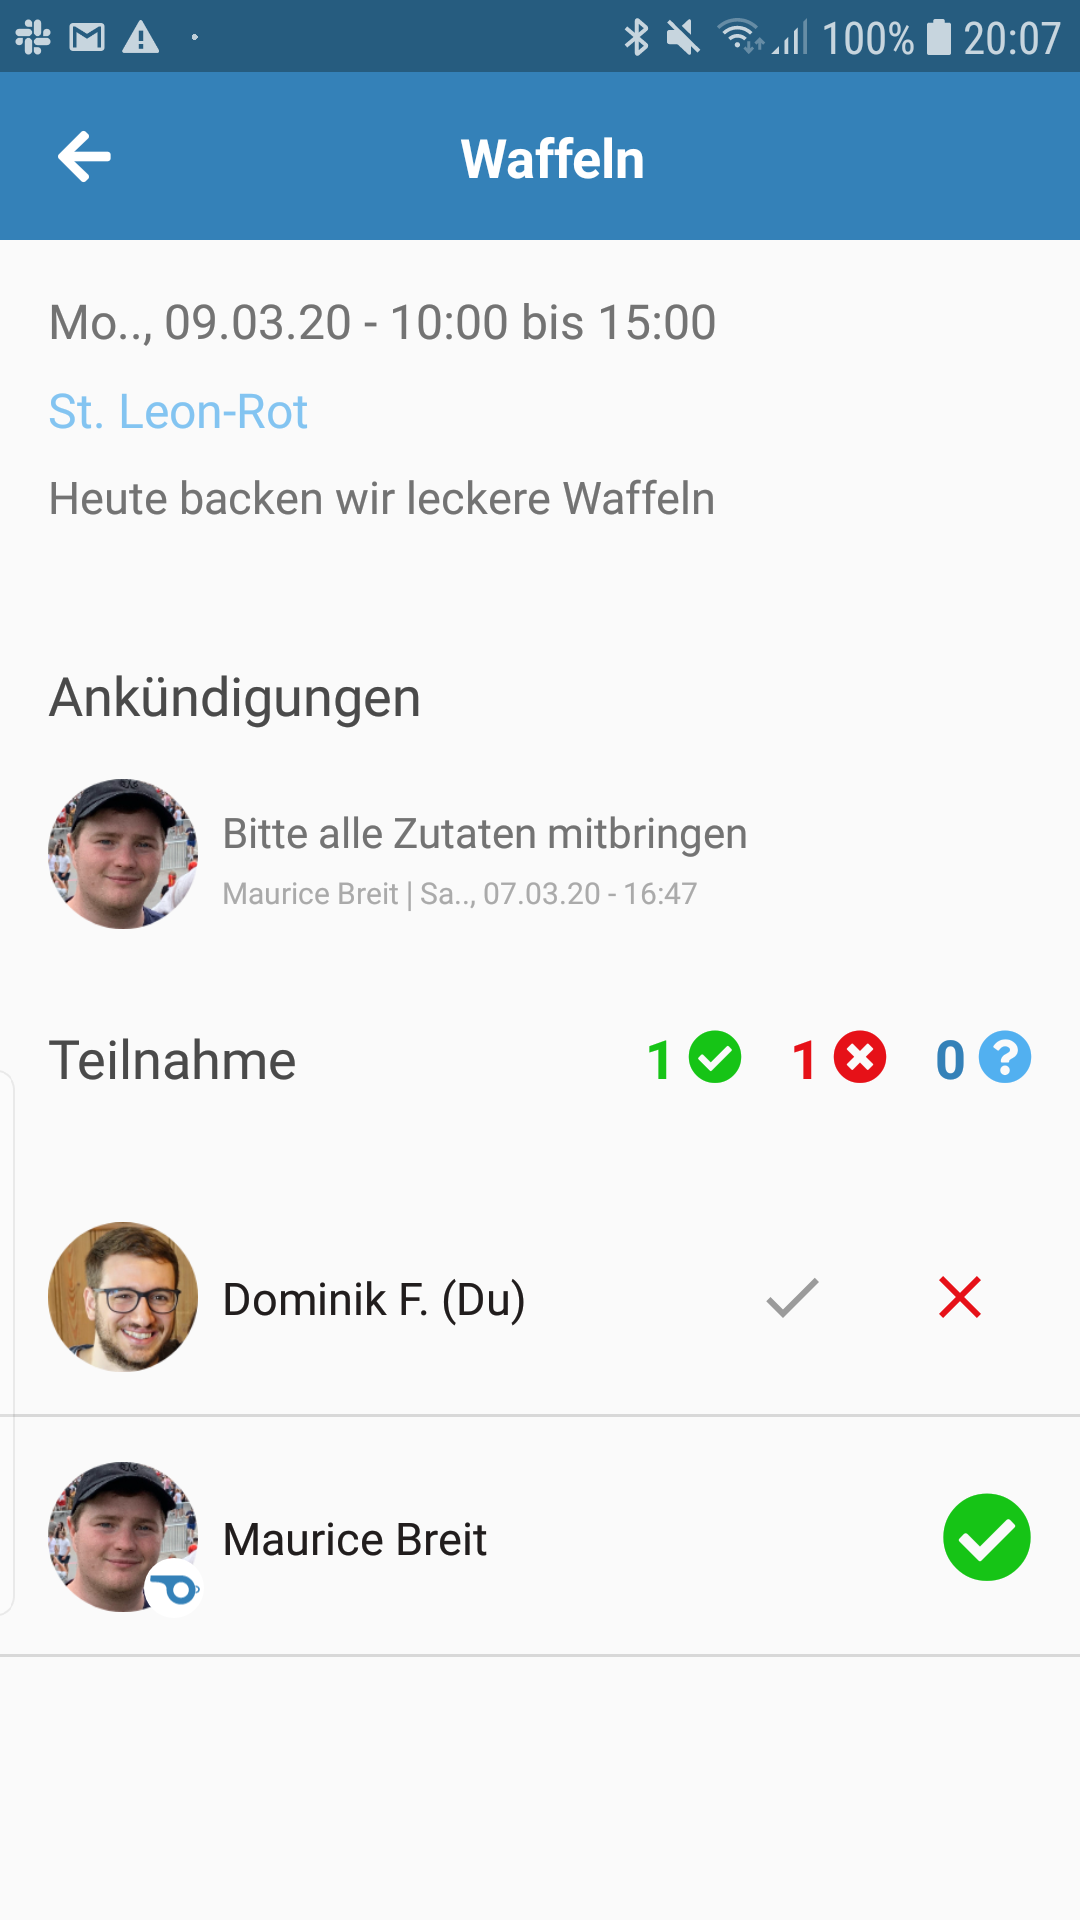 100% 20:07
Waffeln
Mo.., 09.03.20 - 10:00 bis 15:00
St. Leon-Rot
Heute backen wir leckere Waffeln
Ankündigungen
Bitte alle Zutaten mitbringen
Maurice Breit | Sa.., 07.03.20 - 16:47
Teilnahme 1 1 0
Dominik F. (Du)
Maurice Breit